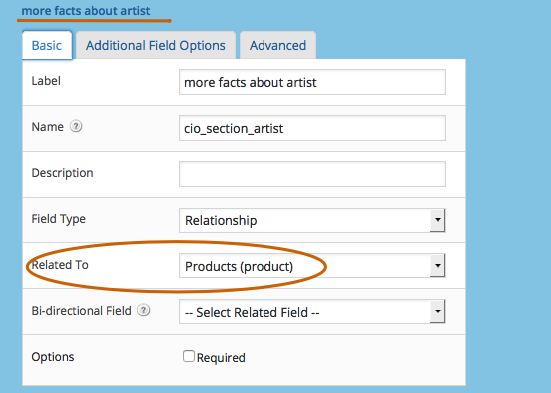 more facts about artist
Basic Additional Field Options Advanced
Label more facts about artist
Name ? cio_section_artist
Description
Field Type Relationship
Related To Products (product)
Bi-directional Field ? -- Select Related Field --
Options Required